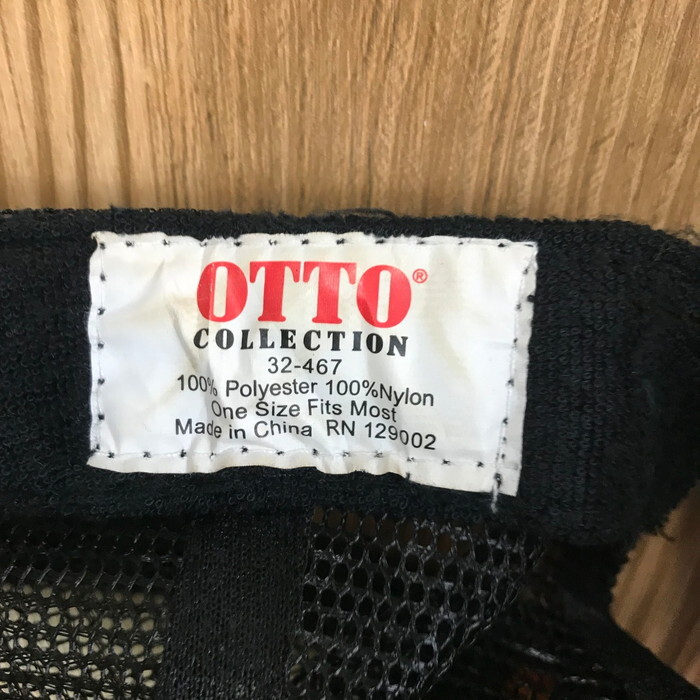 OTTO®
COLLECTION
32-467
100% Polyester 100%Nylon
One Size Fits Most
Made in China RN 129002